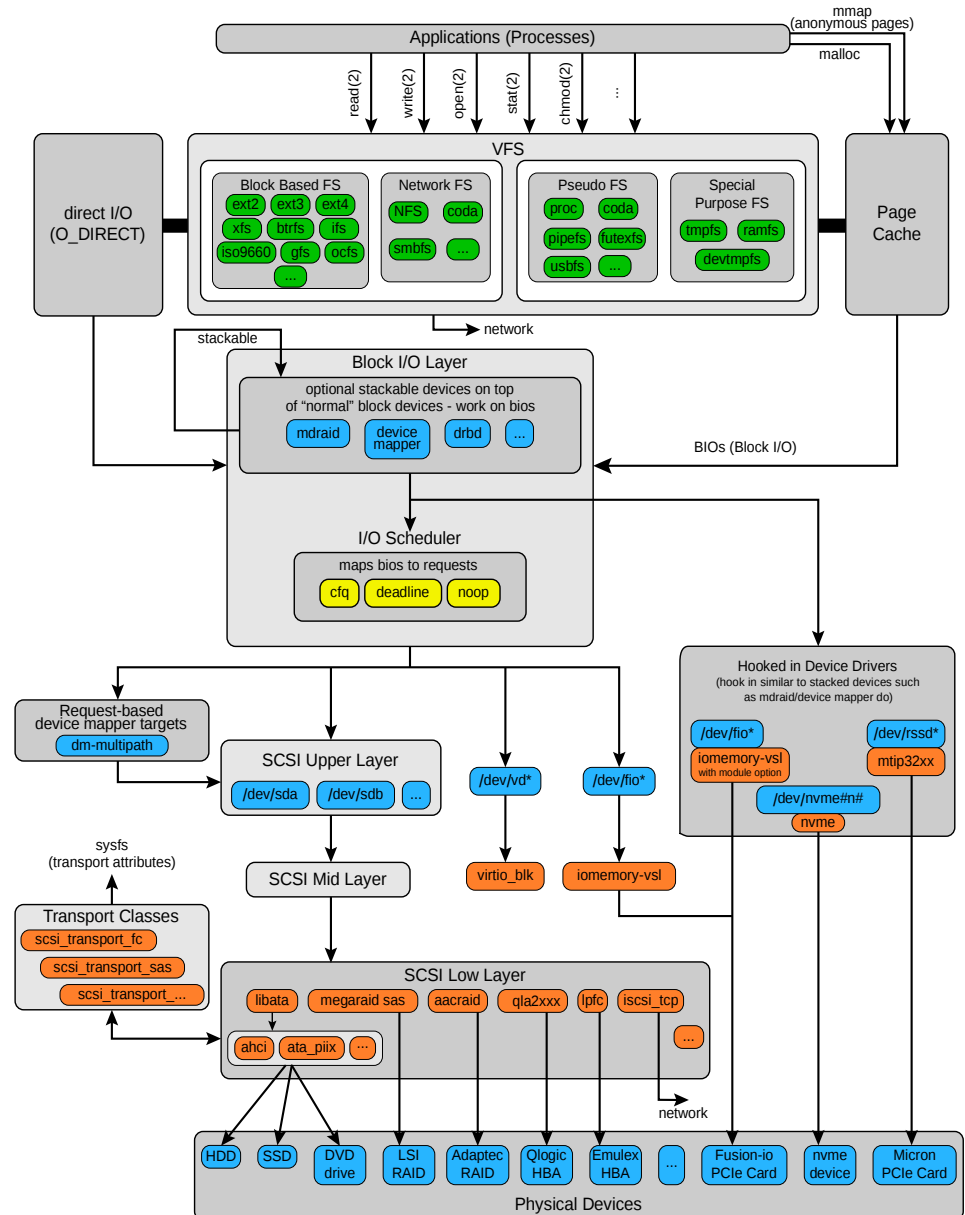 mmap
(anonymous pages)
Applications (Processes)
malloc
read(2)
write(2)
open(2)
stat(2)
chmod(2)
...
VFS
direct I/O
(O_DIRECT)
Block Based FS
ext2
ext3
ext4
xfs
btrfs
ifs
iso9660
gfs
ocfs
...
Network FS
NFS
coda
smbfs
...
Pseudo FS
proc
coda
pipefs
futexfs
usbfs
...
Special
Purpose FS
tmpfs
ramfs
devtmpfs
Page
Cache
network
stackable
Block I/O Layer
optional stackable devices on top
of “normal” block devices - work on bios
mdraid
device
mapper
drbd
...
BIOs (Block I/O)
I/O Scheduler
maps bios to requests
cfq
deadline
noop
Hooked in Device Drivers
(hook in similar to stacked devices such
as mdraid/device mapper do)
/dev/fio*
iomemory-vsl
with module option
/dev/rssd*
mtip32xx
/dev/nvme#n#
nvme
Request-based
device mapper targets
dm-multipath
SCSI Upper Layer
/dev/sda
/dev/sdb
...
/dev/vd*
/dev/fio*
SCSI Mid Layer
virtio_blk
iomemory-vsl
sysfs
(transport attributes)
Transport Classes
scsi_transport_fc
scsi_transport_sas
scsi_transport_...
SCSI Low Layer
libata
megaraid sas
aacraid
qla2xxx
lpfc
iscsi_tcp
...
ahci
ata_piix
...
network
HDD
SSD
DVD
drive
LSI
RAID
Adaptec
RAID
Qlogic
HBA
Emulex
HBA
...
Fusion-io
PCIe Card
nvme
device
Micron
PCIe Card
Physical Devices